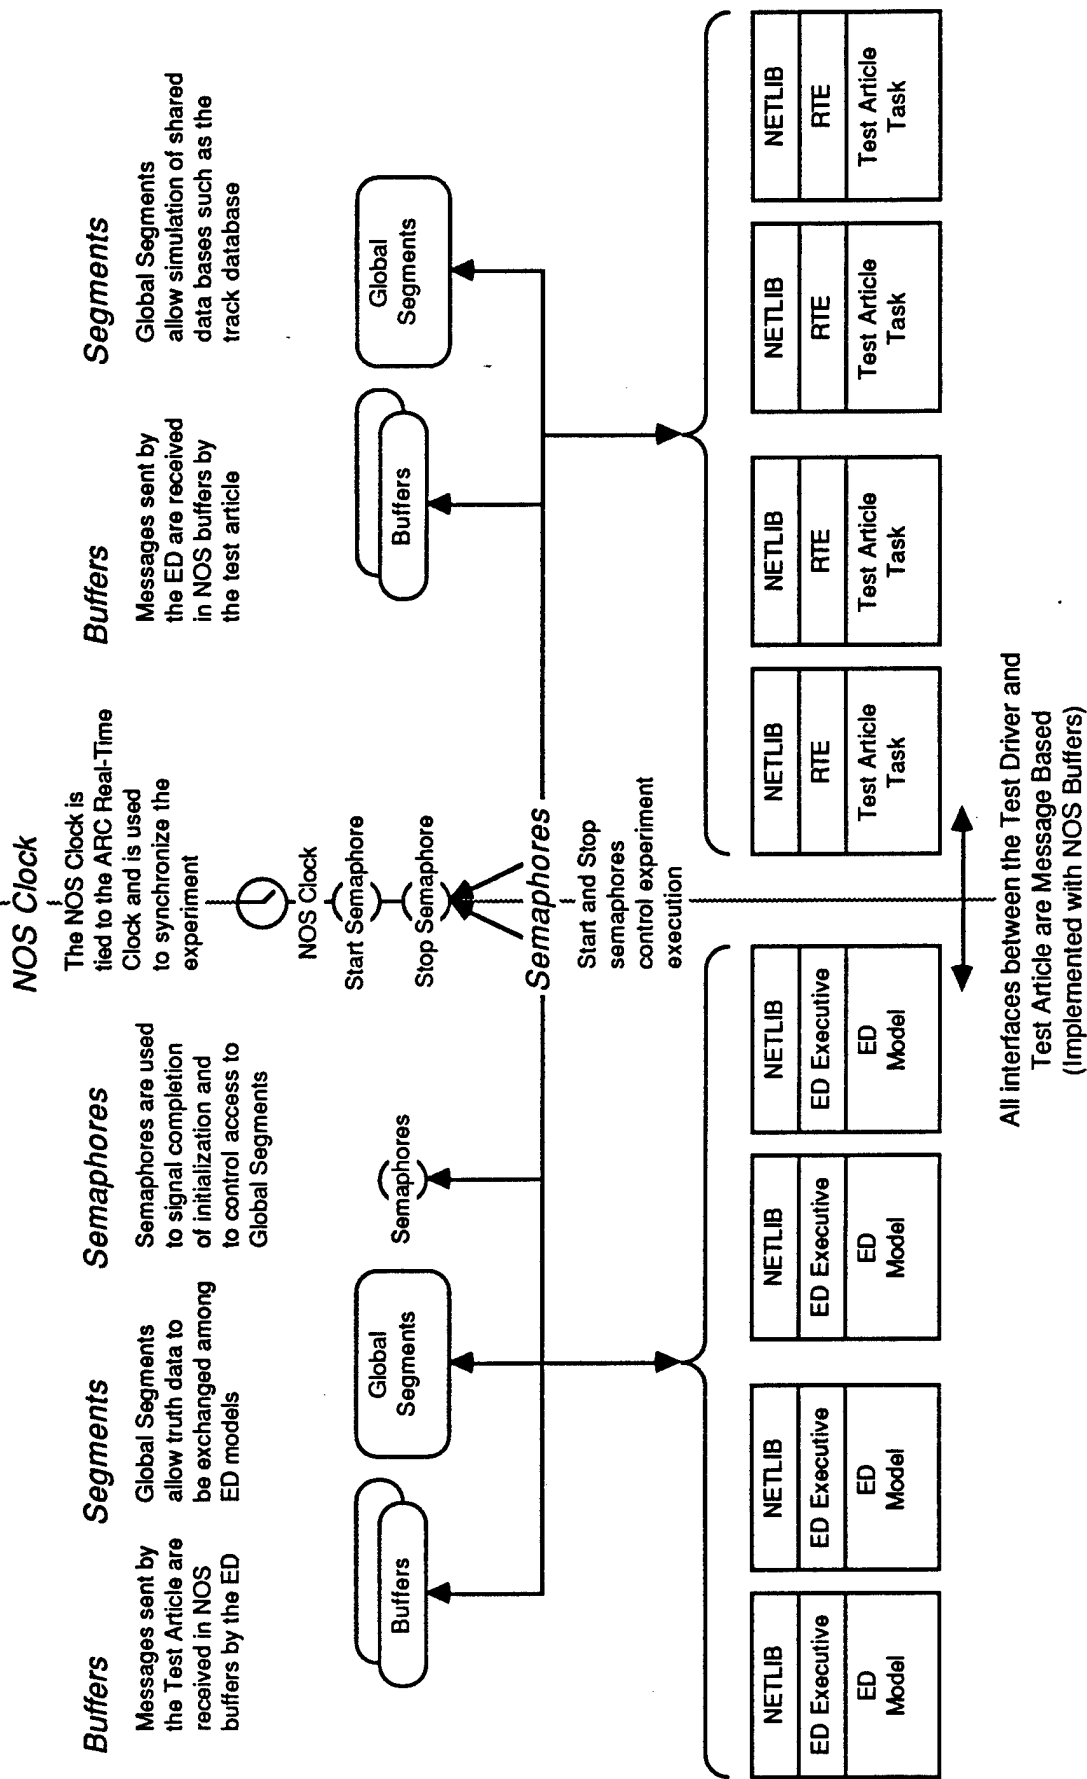 NOS Clock
The NOS Clock is
tied to the ARC Real-Time
Clock and is used
to synchronize the
experiment
Buffers
Messages sent by
the Test Article are
received in NOS
buffers by the ED
Segments
Global Segments
allow truth data to
be exchanged among
ED models
Semaphores
Semaphores are used
to signal completion
of initialization and
to control access to
Global Segments
Buffers
Messages sent by
the ED are received
in NOS buffers by
the test article
Segments
Global Segments
allow simulation of shared
data bases such as the
track database
Buffers
Global
Segments
Semaphores
NOS Clock
Start Semaphore
Stop Semaphore
Buffers
Global
Segments
Semaphores
Start and Stop
semaphores
control experiment
execution
NETLIB
ED Executive
ED
Model
NETLIB
ED Executive
ED
Model
NETLIB
ED Executive
ED
Model
NETLIB
ED Executive
ED
Model
NETLIB
RTE
Test Article
Task
NETLIB
RTE
Test Article
Task
NETLIB
RTE
Test Article
Task
NETLIB
RTE
Test Article
Task
All interfaces between the Test Driver and
Test Article are Message Based
(Implemented with NOS Buffers)